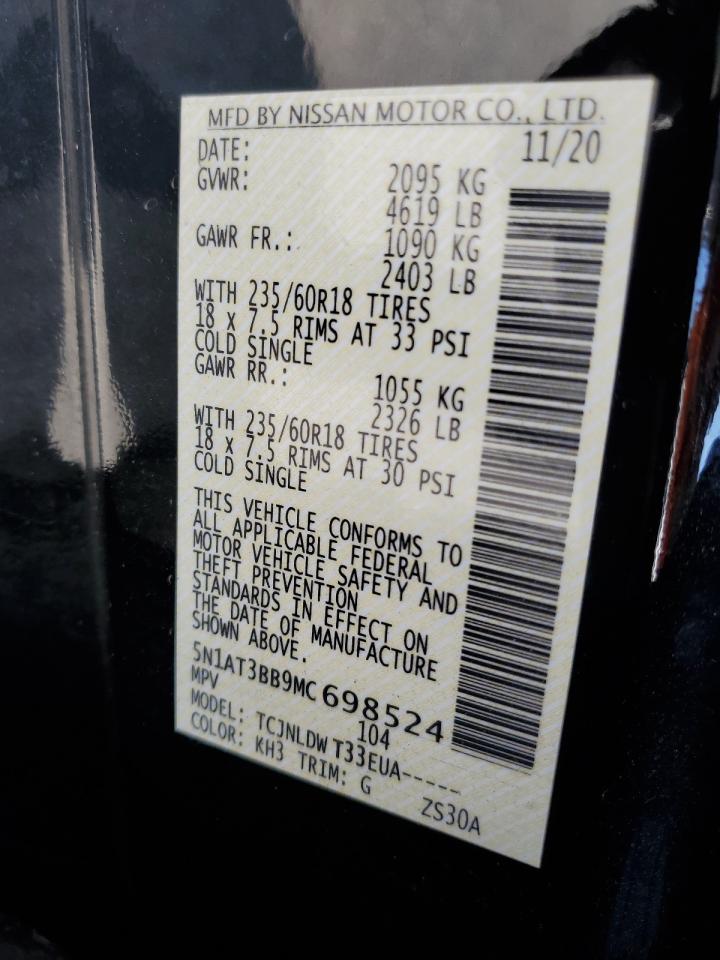 MFD BY NISSAN MOTOR CO., LTD.
DATE: 11/20
GVWR: 2095 KG
4619 LB
GAWR FR.: 1090 KG
2403 LB
WITH 235/60R18 TIRES
18 x 7.5 RIMS AT 33 PSI
COLD SINGLE
GAWR RR.: 1055 KG
2326 LB
WITH 235/60R18 TIRES
18 x 7.5 RIMS AT 30 PSI
COLD SINGLE
THIS VEHICLE CONFORMS TO
ALL APPLICABLE FEDERAL
MOTOR VEHICLE SAFETY AND
THEFT PREVENTION
STANDARDS IN EFFECT ON
THE DATE OF MANUFACTURE
SHOWN ABOVE.
5N1AT3BB9MC698524
MPV 104
MODEL: TCJNLDWT33EUA-----
COLOR: KH3 TRIM: G
ZS30A